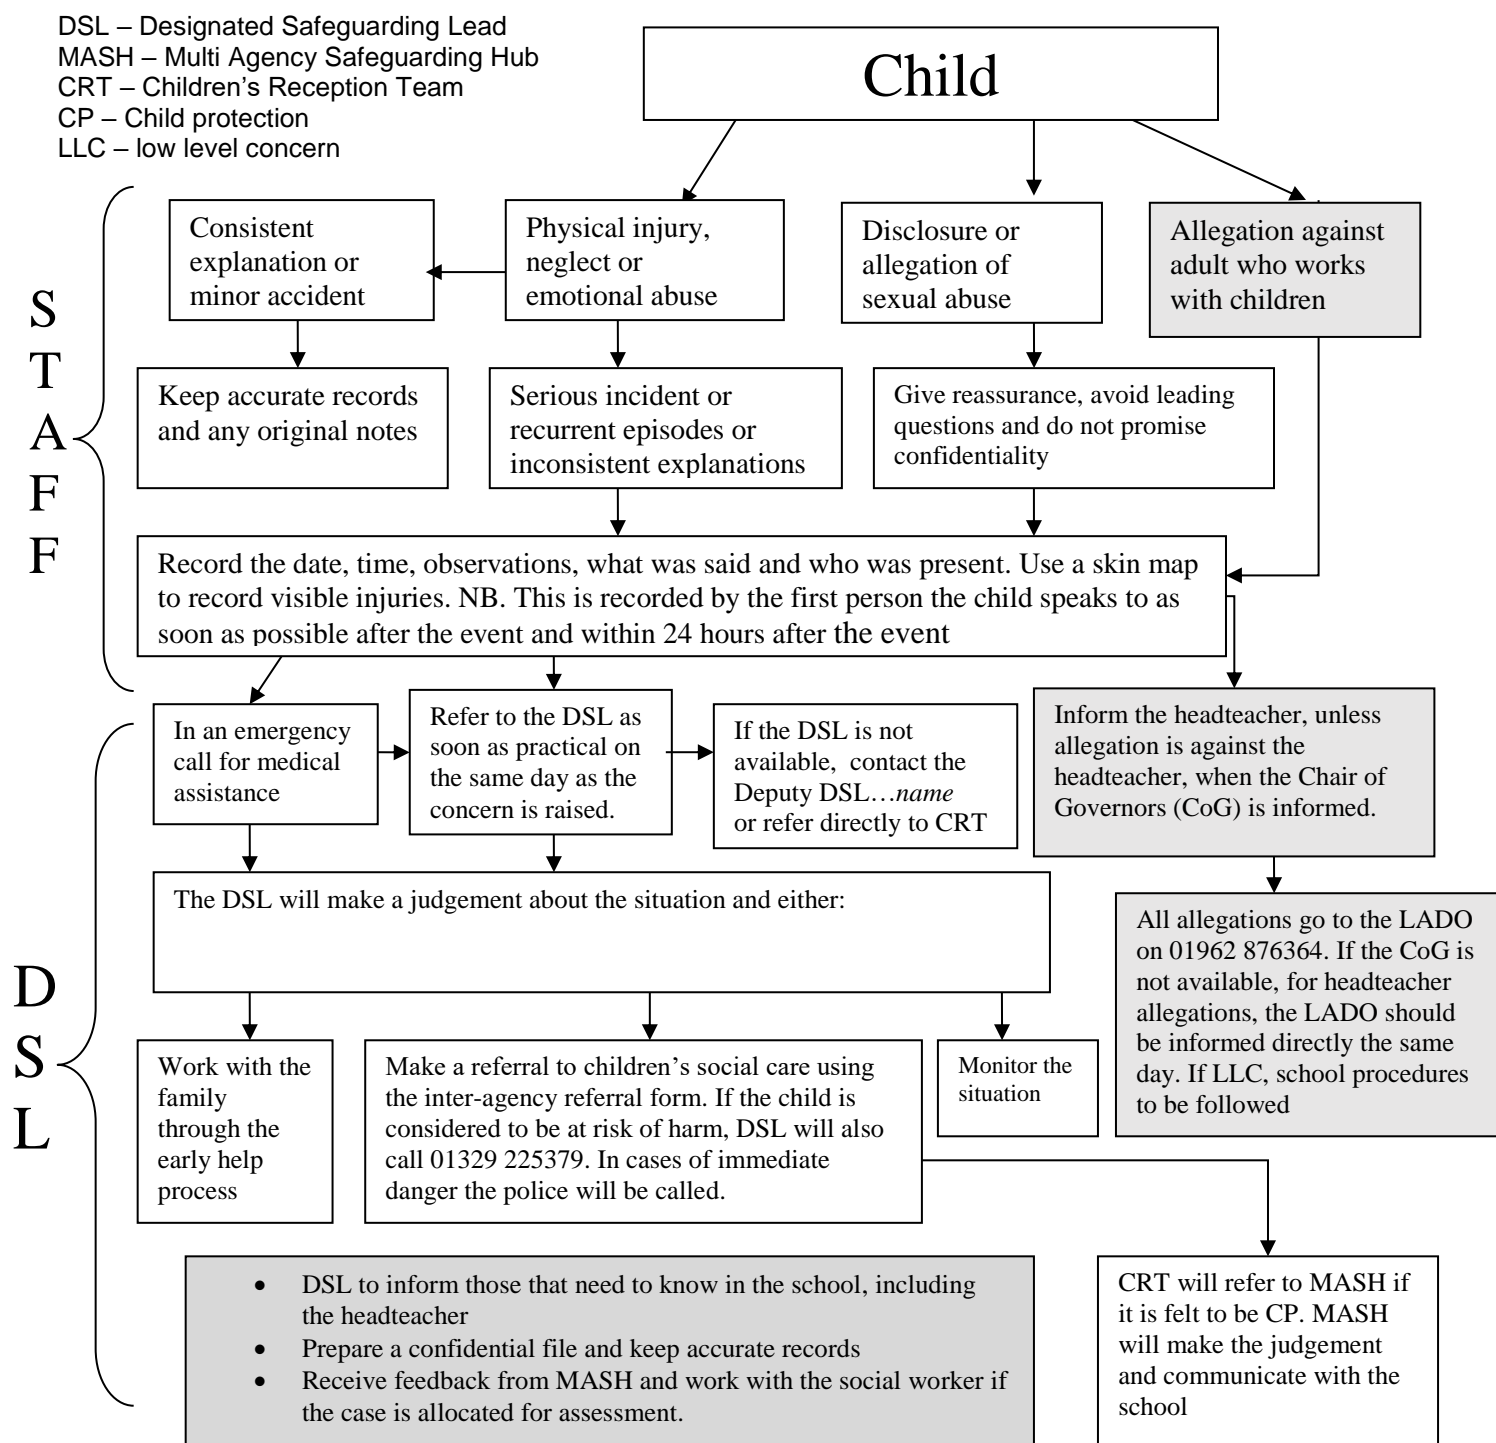 DSL – Designated Safeguarding Lead
MASH – Multi Agency Safeguarding Hub
CRT – Children's Reception Team
CP – Child protection
LLC – low level concern
Child
S
T
A
F
F
Consistent
explanation or
minor accident
Physical injury,
neglect or
emotional abuse
Disclosure or
allegation of
sexual abuse
Allegation against
adult who works
with children
Keep accurate records
and any original notes
Serious incident or
recurrent episodes or
inconsistent explanations
Give reassurance, avoid leading
questions and do not promise
confidentiality
Record the date, time, observations, what was said and who was present. Use a skin map
to record visible injuries. NB. This is recorded by the first person the child speaks to as
soon as possible after the event and within 24 hours after the event
D
S
L
In an emergency
call for medical
assistance
Refer to the DSL as
soon as practical on
the same day as the
concern is raised.
If the DSL is not
available, contact the
Deputy DSL…name
or refer directly to CRT
Inform the headteacher, unless
allegation is against the
headteacher, when the Chair of
Governors (CoG) is informed.
The DSL will make a judgement about the situation and either:
All allegations go to the LADO
on 01962 876364. If the CoG is
not available, for headteacher
allegations, the LADO should
be informed directly the same
day. If LLC, school procedures
to be followed
Work with the
family
through the
early help
process
Make a referral to children's social care using
the inter-agency referral form. If the child is
considered to be at risk of harm, DSL will also
call 01329 225379. In cases of immediate
danger the police will be called.
Monitor the
situation
• DSL to inform those that need to know in the school, including
the headteacher
• Prepare a confidential file and keep accurate records
• Receive feedback from MASH and work with the social worker if
the case is allocated for assessment.
CRT will refer to MASH if
it is felt to be CP. MASH
will make the judgement
and communicate with the
school